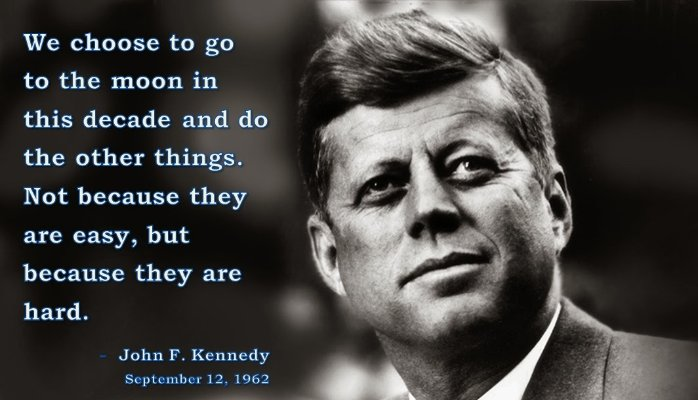 We choose to go
to the moon in
this decade and do
the other things.
Not because they
are easy, but
because they are
hard.
- John F. Kennedy
September 12, 1962